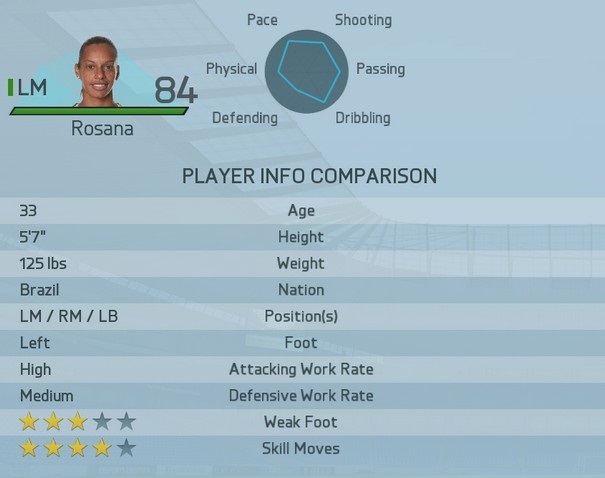 Pace Shooting
LM 84 Physical Passing
Defending Dribbling
Rosana
PLAYER INFO COMPARISON
33 Age
5'7" Height
125 lbs Weight
Brazil Nation
LM / RM / LB Position(s)
Left Foot
High Attacking Work Rate
Medium Defensive Work Rate
Weak Foot
Skill Moves